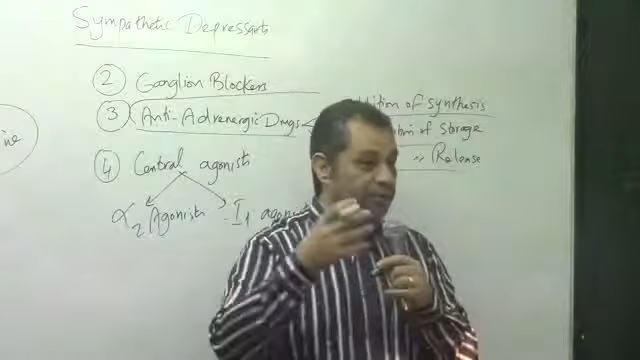 Sympathetic Depressants
2 Ganglion Blockers
3 Anti-Adrenergic Drugs
of Synthesis
of Storage
" Release
4 Central agonists
α2 Agonists
I1